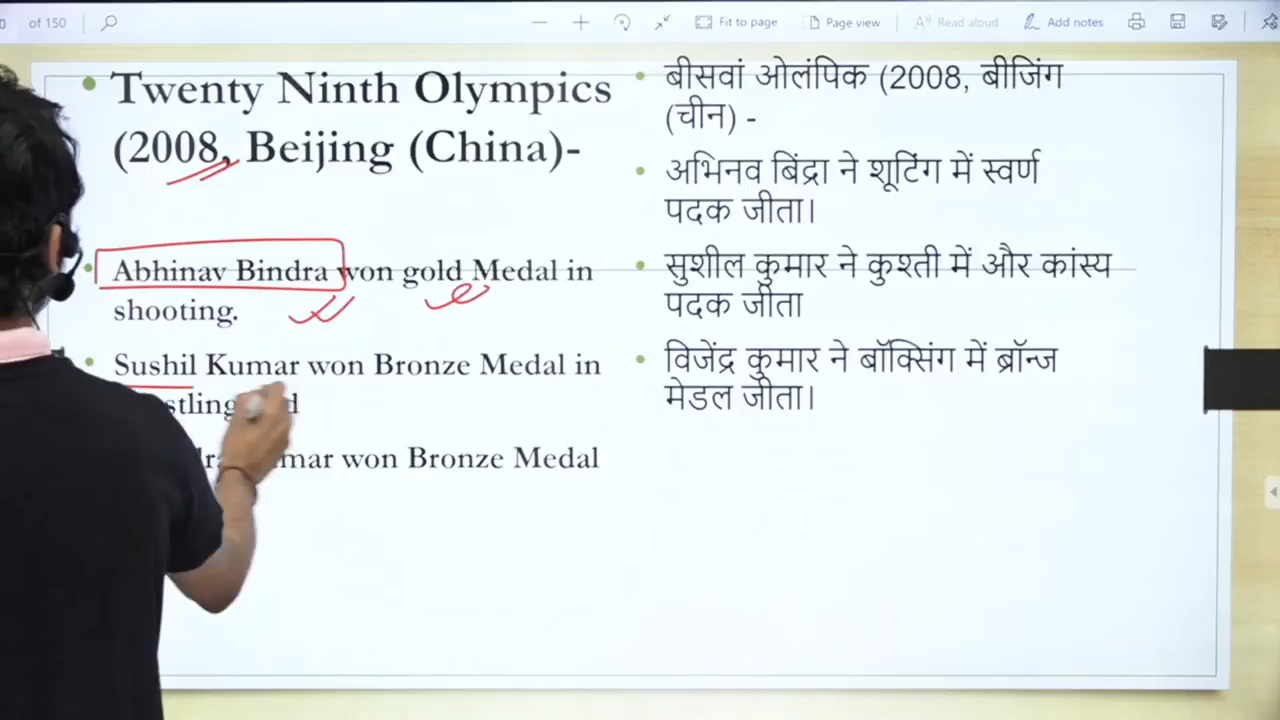 of 150
Fit to page
Page view
Read aloud
Add notes
Twenty Ninth Olympics
(2008, Beijing (China)-
Abhinav Bindra won gold Medal in
shooting.
Sushil Kumar won Bronze Medal in
won Bronze Medal
बीसवां ओलंपिक (2008, बीजिंग
(चीन) -
अभिनव बिंद्रा ने शूटिंग में स्वर्ण
पदक जीता।
सुशील कुमार ने कुश्ती में और कांस्य
पदक जीता
विजेंद्र कुमार ने बॉक्सिंग में ब्रॉन्ज
मेडल जीता।